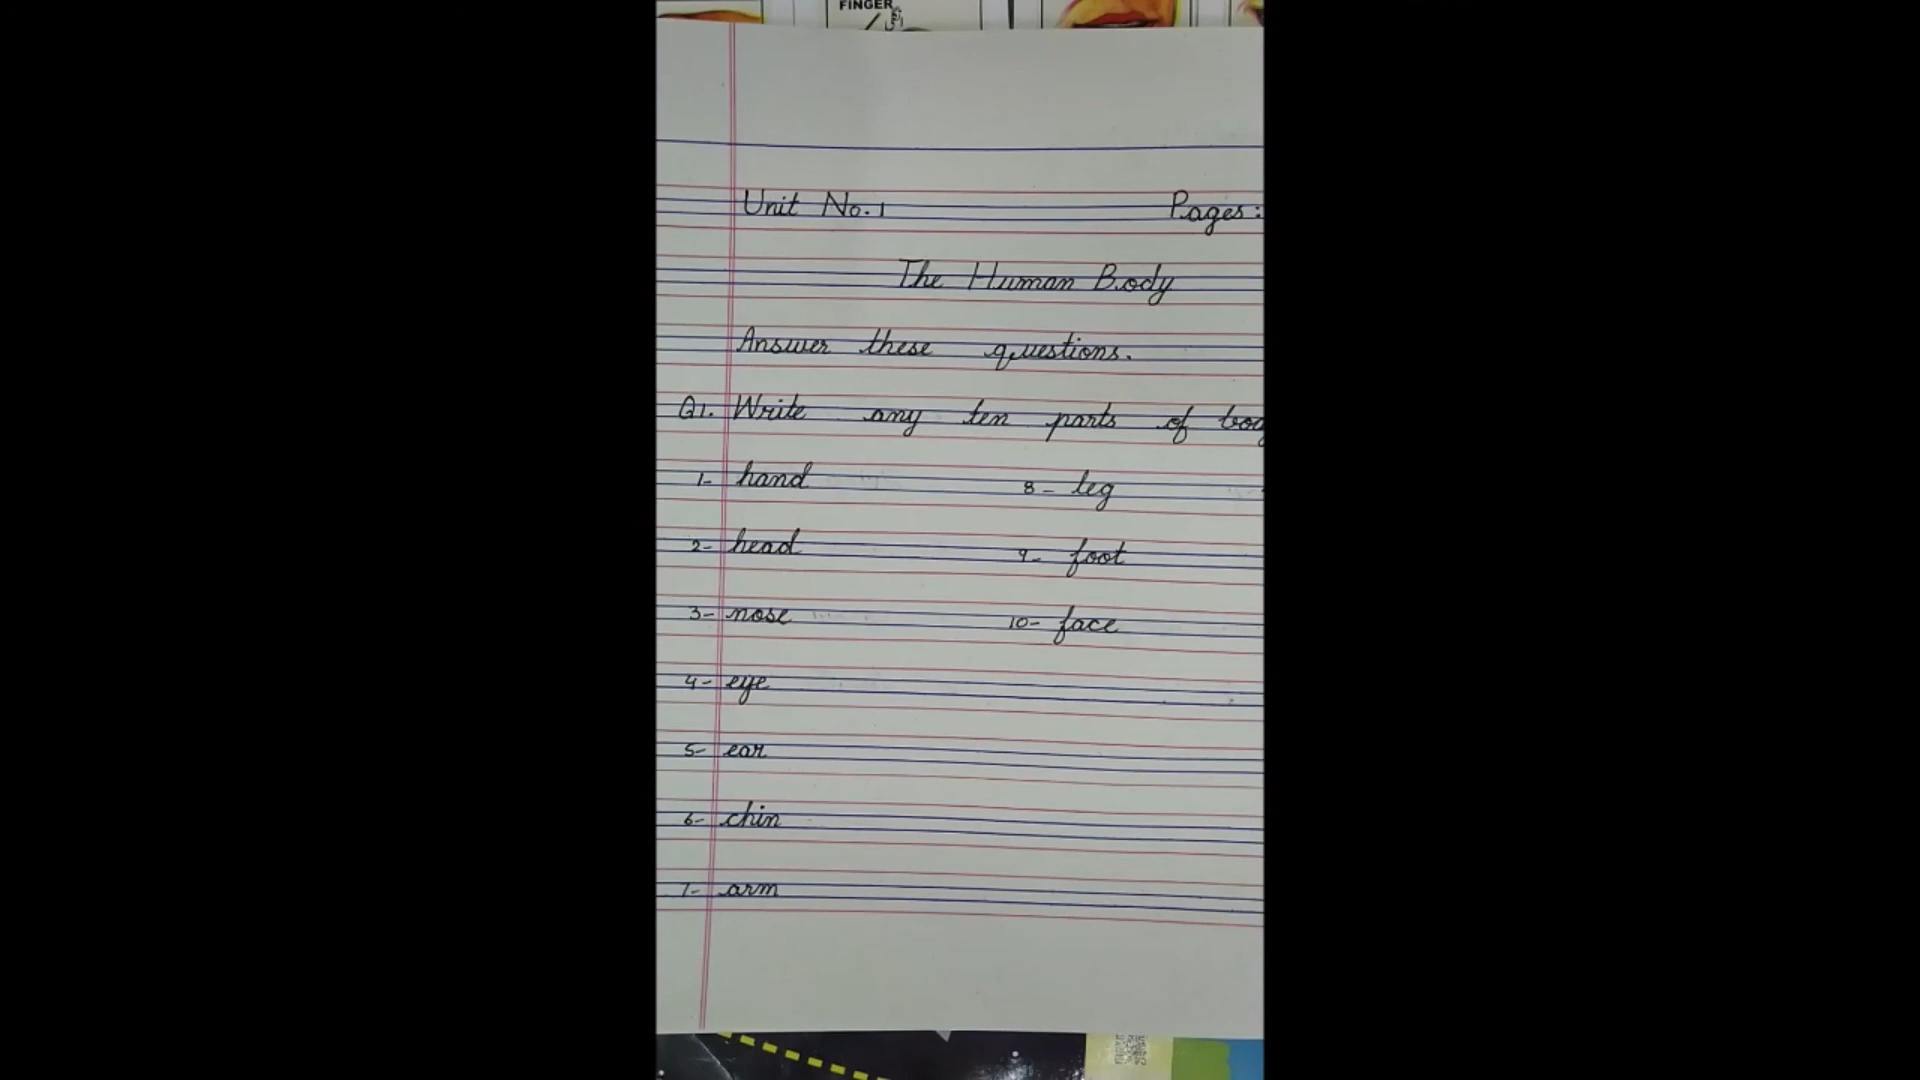 FINGER
Unit No. 1 Pages:
The Human Body
Answer these questions.
Q1. Write any ten parts of
1- hand 8- leg
2- head 9- foot
3- nose 10- face
4- eye
5- ear
6- chin
7- arm